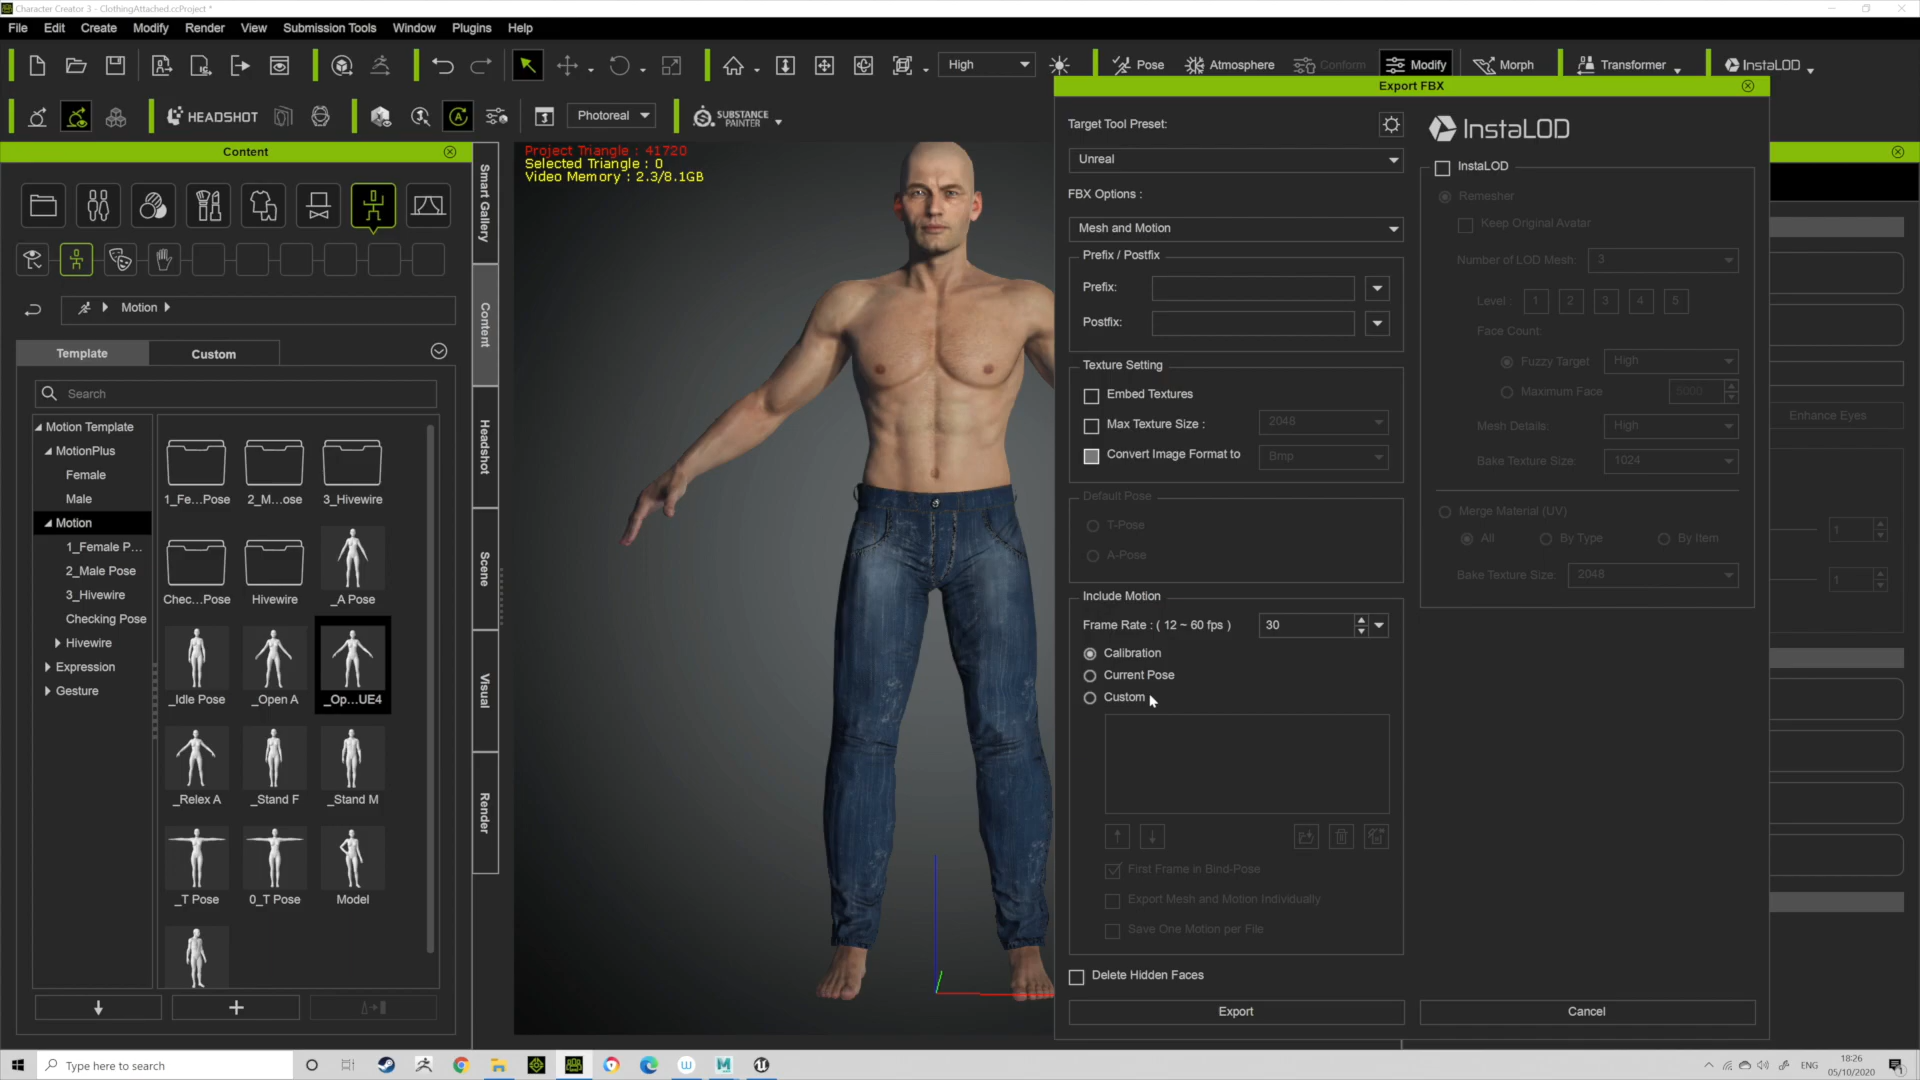 Character Creator 3 - ClothingAttached.ccProject *
File Edit Create Modify Render View Submission Tools Window Plugins Help
High
Pose
Atmosphere
Conform
Modify
Morph
Transformer
InstaLOD
HEADSHOT
Photoreal
SUBSTANCE PAINTER
Content
Motion
Template
Custom
Search
Motion Template
MotionPlus
Female
Male
Motion
1_Female P...
2_Male Pose
3_Hivewire
Checking Pose
Hivewire
Expression
Gesture
1_Fe...Pose
2_M...ose
3_Hivewire
Chec...Pose
Hivewire
_A Pose
_Idle Pose
_Open A
_Op...UE4
_Relex A
_Stand F
_Stand M
_T Pose
0_T Pose
Model
Smart Gallery
Content
Headshot
Scene
Visual
Render
Project Triangle : 41720
Selected Triangle : 0
Video Memory : 2.3/8.1GB
Export FBX
Target Tool Preset:
Unreal
FBX Options :
Mesh and Motion
Prefix / Postfix
Prefix:
Postfix:
Texture Setting
Embed Textures
Max Texture Size :
2048
Convert Image Format to
Bmp
Default Pose
T-Pose
A-Pose
Include Motion
Frame Rate : ( 12 ~ 60 fps )
30
Calibration
Current Pose
Custom
First Frame in Bind-Pose
Export Mesh and Motion Individually
Save One Motion per File
Delete Hidden Faces
Export
InstaLOD
InstaLOD
Remesher
Keep Original Avatar
Number of LOD Mesh:
3
Level :
1 2 3 4 5
Face Count:
Fuzzy Target
High
Maximum Face
5000
Mesh Details:
High
Bake Texture Size:
1024
Merge Material (UV)
All
By Type
By Item
Bake Texture Size:
2048
Cancel
Enhance Eyes
1
1
Type here to search
ENG
18:26
05/10/2020